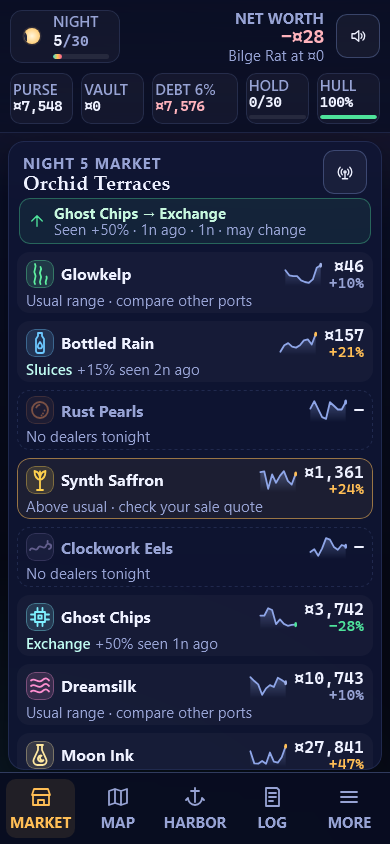 NIGHT
5/30
NET WORTH
−¤28
Bilge Rat at ¤0
PURSE
¤7,548
VAULT
¤0
DEBT 6%
¤7,576
HOLD
0/30
HULL
100%
NIGHT 5 MARKET
Orchid Terraces
Ghost Chips → Exchange
Seen +50% · 1n ago · 1n · may change
Glowkelp
¤46
+10%
Usual range · compare other ports
Bottled Rain
¤157
+21%
Sluices +15% seen 2n ago
Rust Pearls
–
No dealers tonight
Synth Saffron
¤1,361
+24%
Above usual · check your sale quote
Clockwork Eels
–
No dealers tonight
Ghost Chips
¤3,742
−28%
Exchange +50% seen 1n ago
Dreamsilk
¤10,743
+10%
Usual range · compare other ports
Moon Ink
¤27,841
+47%
MARKET
MAP
HARBOR
LOG
MORE